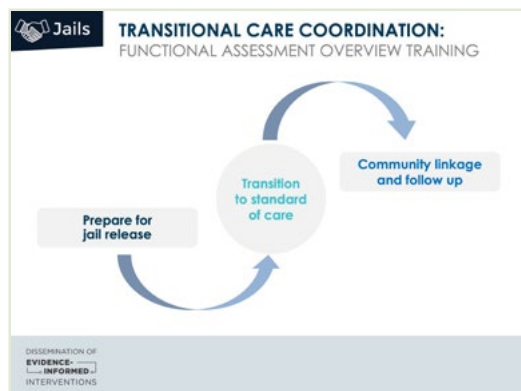 Jails
TRANSITIONAL CARE COORDINATION:
FUNCTIONAL ASSESSMENT OVERVIEW TRAINING
Prepare for
jail release
Transition
to standard
of care
Community linkage
and follow up
DISSEMINATION OF
EVIDENCE-
INFORMED
INTERVENTIONS